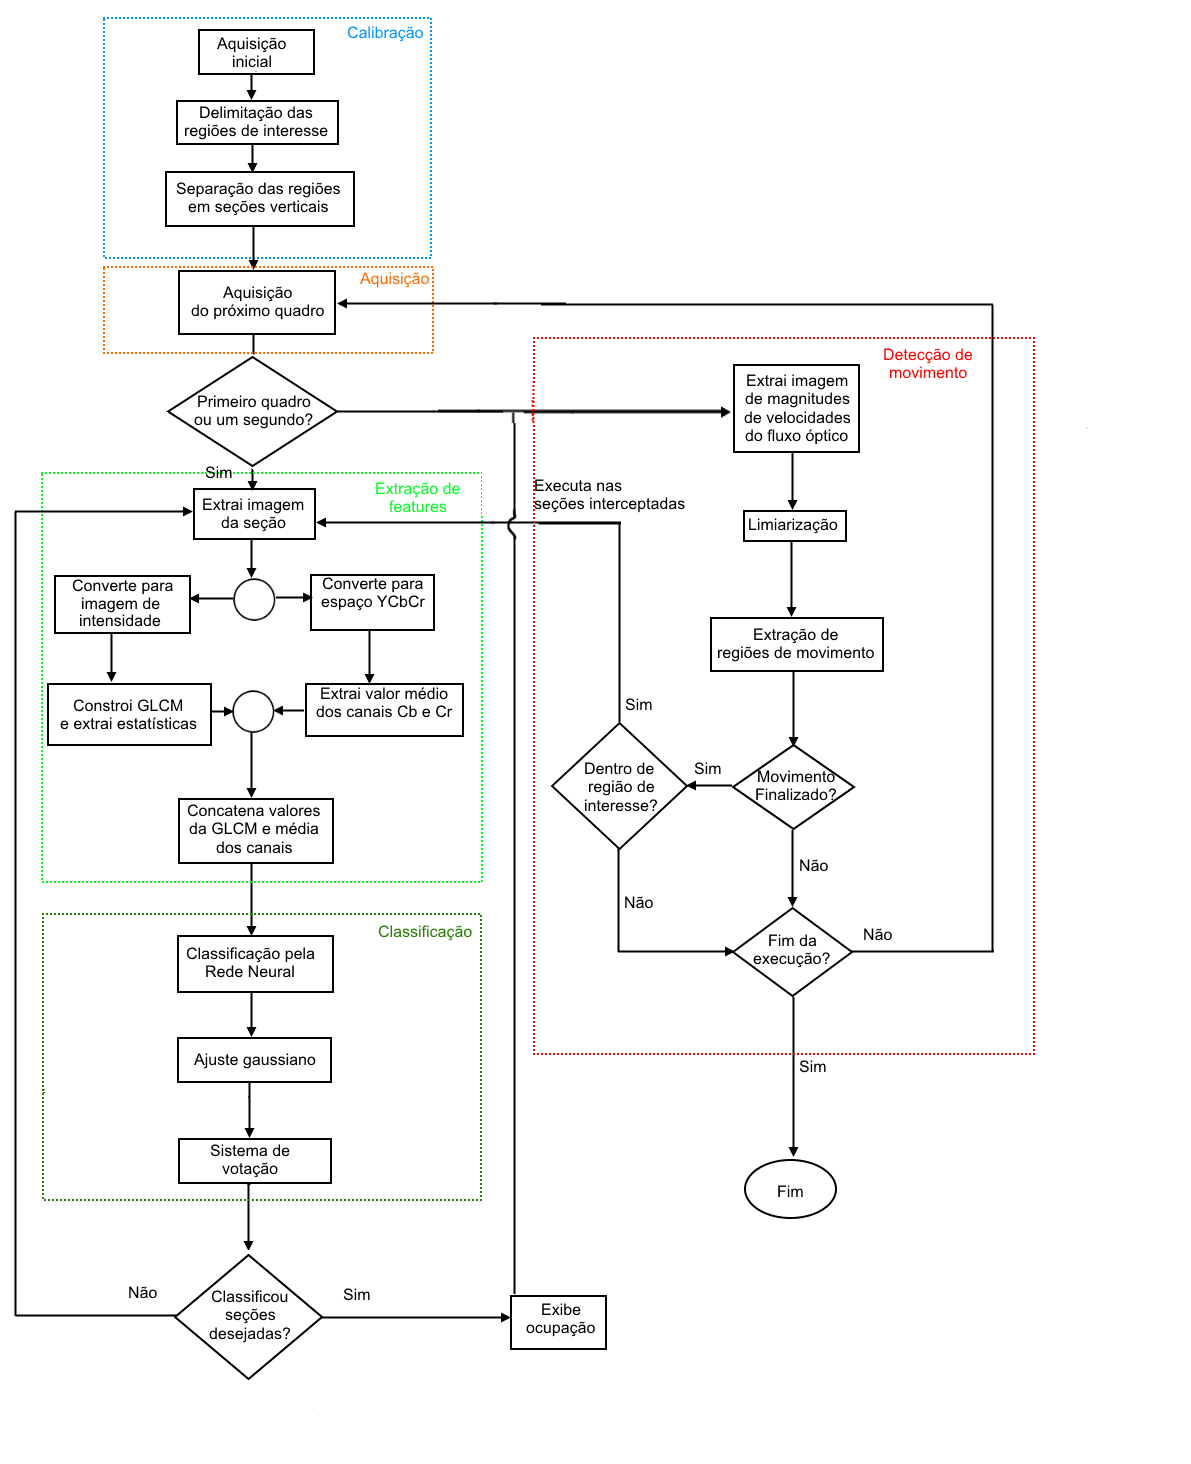 Calibração
Aquisição
inicial
Delimitação das
regiões de interesse
Separação das regiões
em seções verticais
Aquisição
Aquisição
do próximo quadro
Primeiro quadro
ou um segundo?
Sim
Extração de
features
Extrai imagem
da seção
Converte para
imagem de
intensidade
Converte para
espaço YCbCr
Constroi GLCM
e extrai estatísticas
Extrai valor médio
dos canais Cb e Cr
Concatena valores
da GLCM e média
dos canais
Classificação
Classificação pela
Rede Neural
Ajuste gaussiano
Sistema de
votação
Classificou
seções
desejadas?
Não
Sim
Exibe
ocupação
Detecção de
movimento
Extrai imagem
de magnitudes
de velocidades
do fluxo óptico
Executa nas
seções interceptadas
Limiarização
Extração de
regiões de movimento
Movimento
Finalizado?
Sim
Dentro de
região de
interesse?
Sim
Não
Não
Fim da
execução?
Não
Sim
Fim